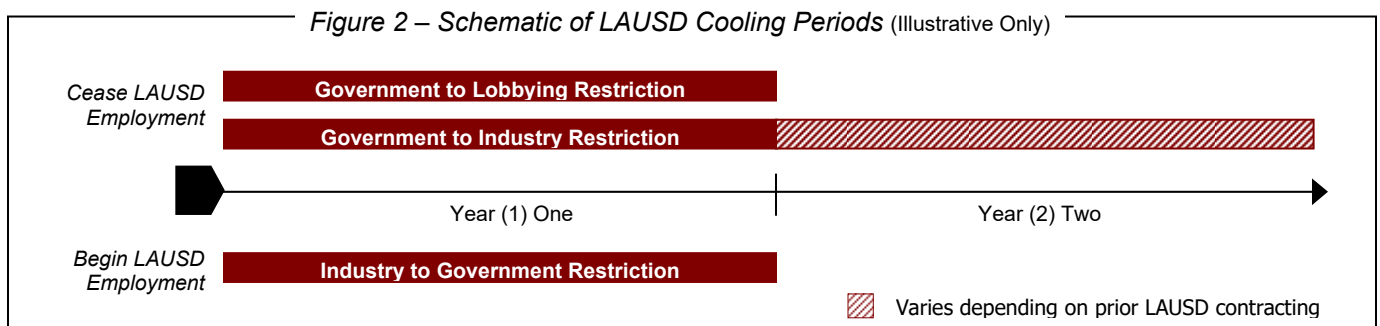 Figure 2 – Schematic of LAUSD Cooling Periods (Illustrative Only)
Cease LAUSD
Employment
Government to Lobbying Restriction
Government to Industry Restriction
Year (1) One
Year (2) Two
Begin LAUSD
Employment
Industry to Government Restriction
Varies depending on prior LAUSD contracting